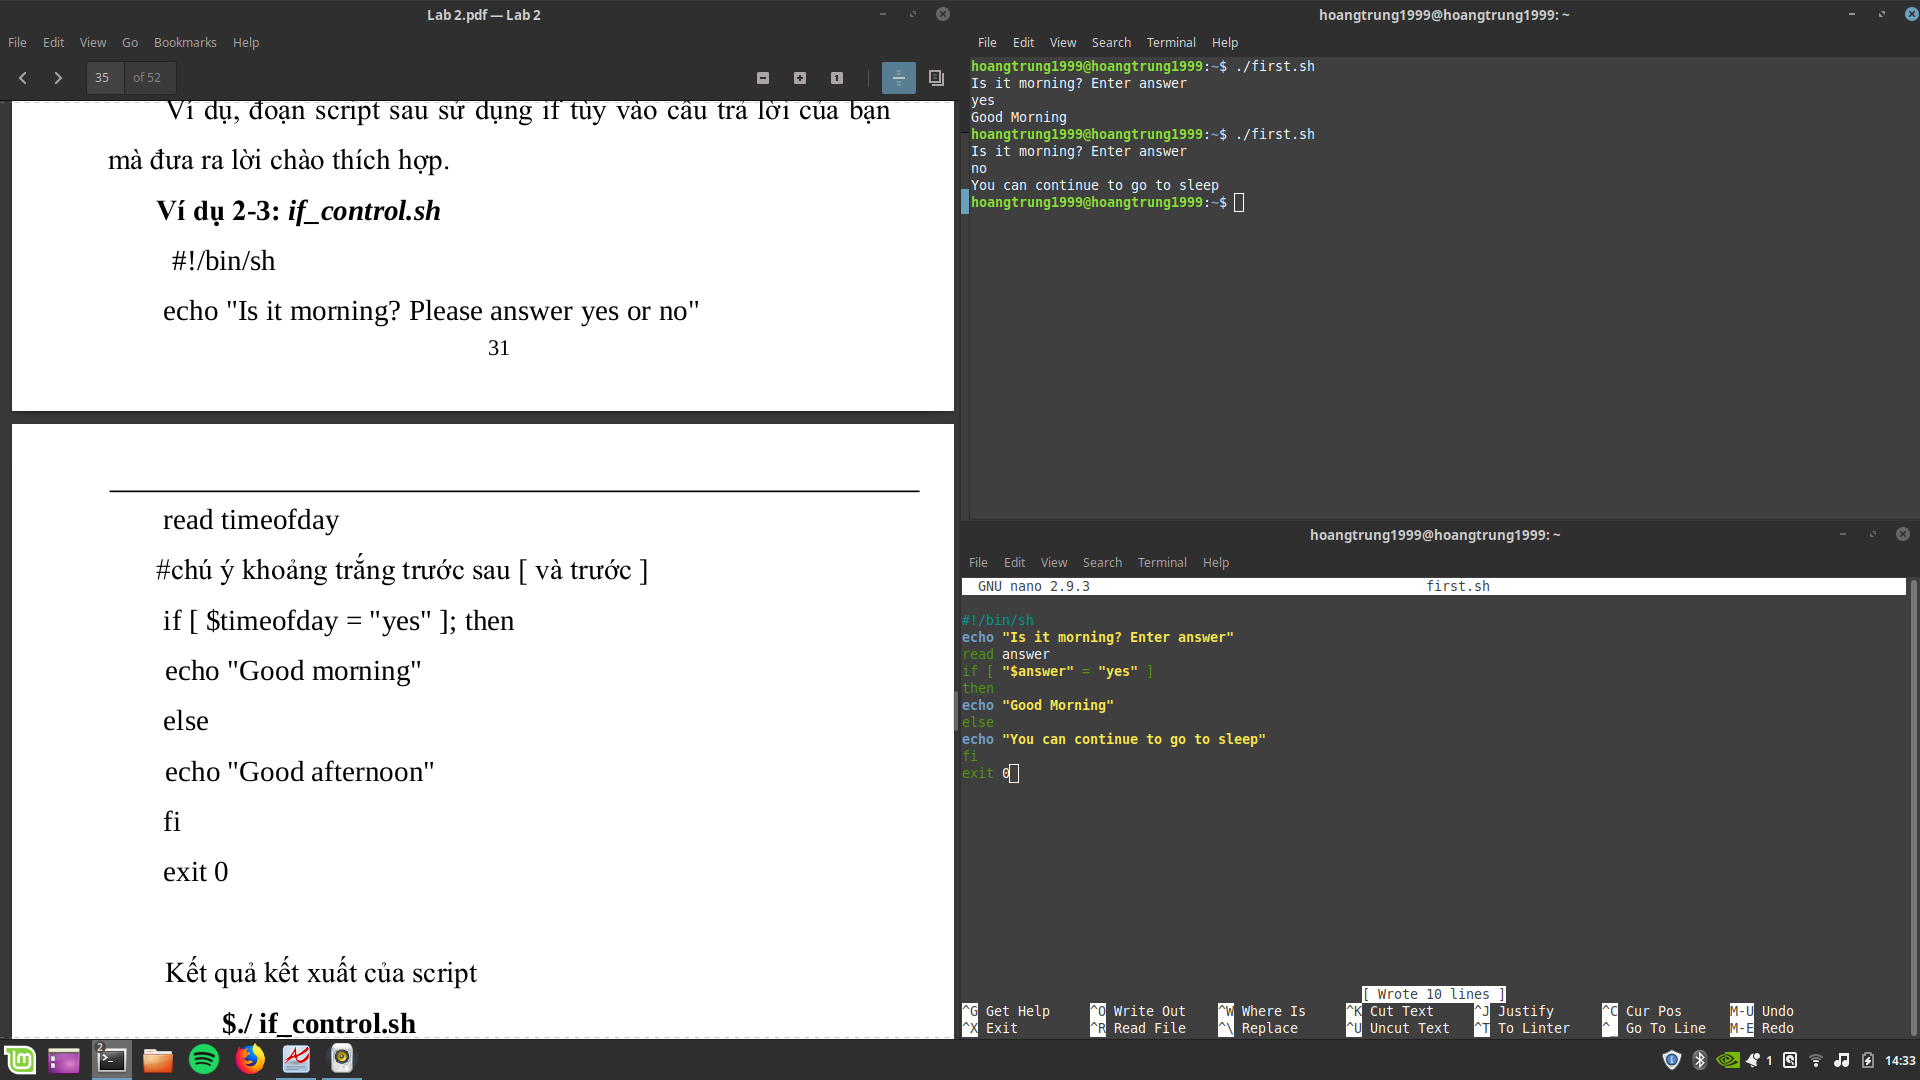 Lab 2.pdf — Lab 2
File Edit View Go Bookmarks Help
35 of 52
Ví dụ, đoạn script sau sử dụng if tùy vào câu trả lời của bạn
mà đưa ra lời chào thích hợp.
Ví dụ 2-3: if_control.sh
#!/bin/sh
echo "Is it morning? Please answer yes or no"
31
read timeofday
#chú ý khoảng trắng trước sau [ và trước ]
if [ $timeofday = "yes" ]; then
echo "Good morning"
else
echo "Good afternoon"
fi
exit 0
Kết quả kết xuất của script
$./ if_control.sh
hoangtrung1999@hoangtrung1999: ~
File Edit View Search Terminal Help
hoangtrung1999@hoangtrung1999:~$ ./first.sh
Is it morning? Enter answer
yes
Good Morning
hoangtrung1999@hoangtrung1999:~$ ./first.sh
Is it morning? Enter answer
no
You can continue to go to sleep
hoangtrung1999@hoangtrung1999:~$
hoangtrung1999@hoangtrung1999: ~
File Edit View Search Terminal Help
GNU nano 2.9.3 first.sh
#!/bin/sh
echo "Is it morning? Enter answer"
read answer
if [ "$answer" = "yes" ]
then
echo "Good Morning"
else
echo "You can continue to go to sleep"
fi
exit 0
[ Wrote 10 lines ]
^G Get Help ^O Write Out ^W Where Is ^K Cut Text ^J Justify ^C Cur Pos M-U Undo
^X Exit ^R Read File ^\ Replace ^U Uncut Text ^T To Linter ^_ Go To Line M-E Redo
2
1 14:33